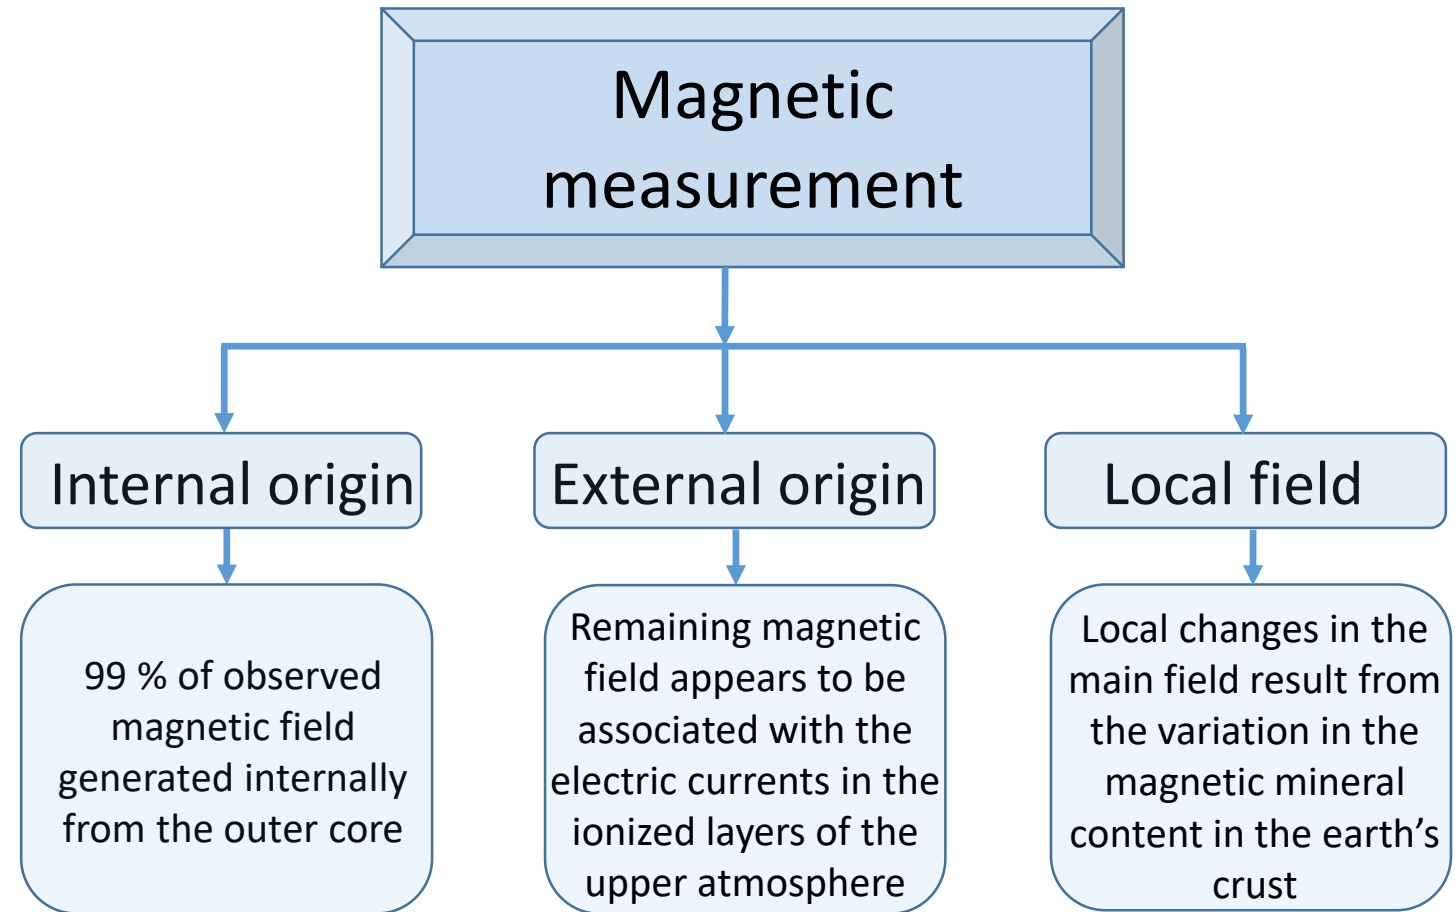 Magnetic
measurement
Internal origin
External origin
Local field
99 % of observed
magnetic field
generated internally
from the outer core
Remaining magnetic
field appears to be
associated with the
electric currents in the
ionized layers of the
upper atmosphere
Local changes in the
main field result from
the variation in the
magnetic mineral
content in the earth’s
crust